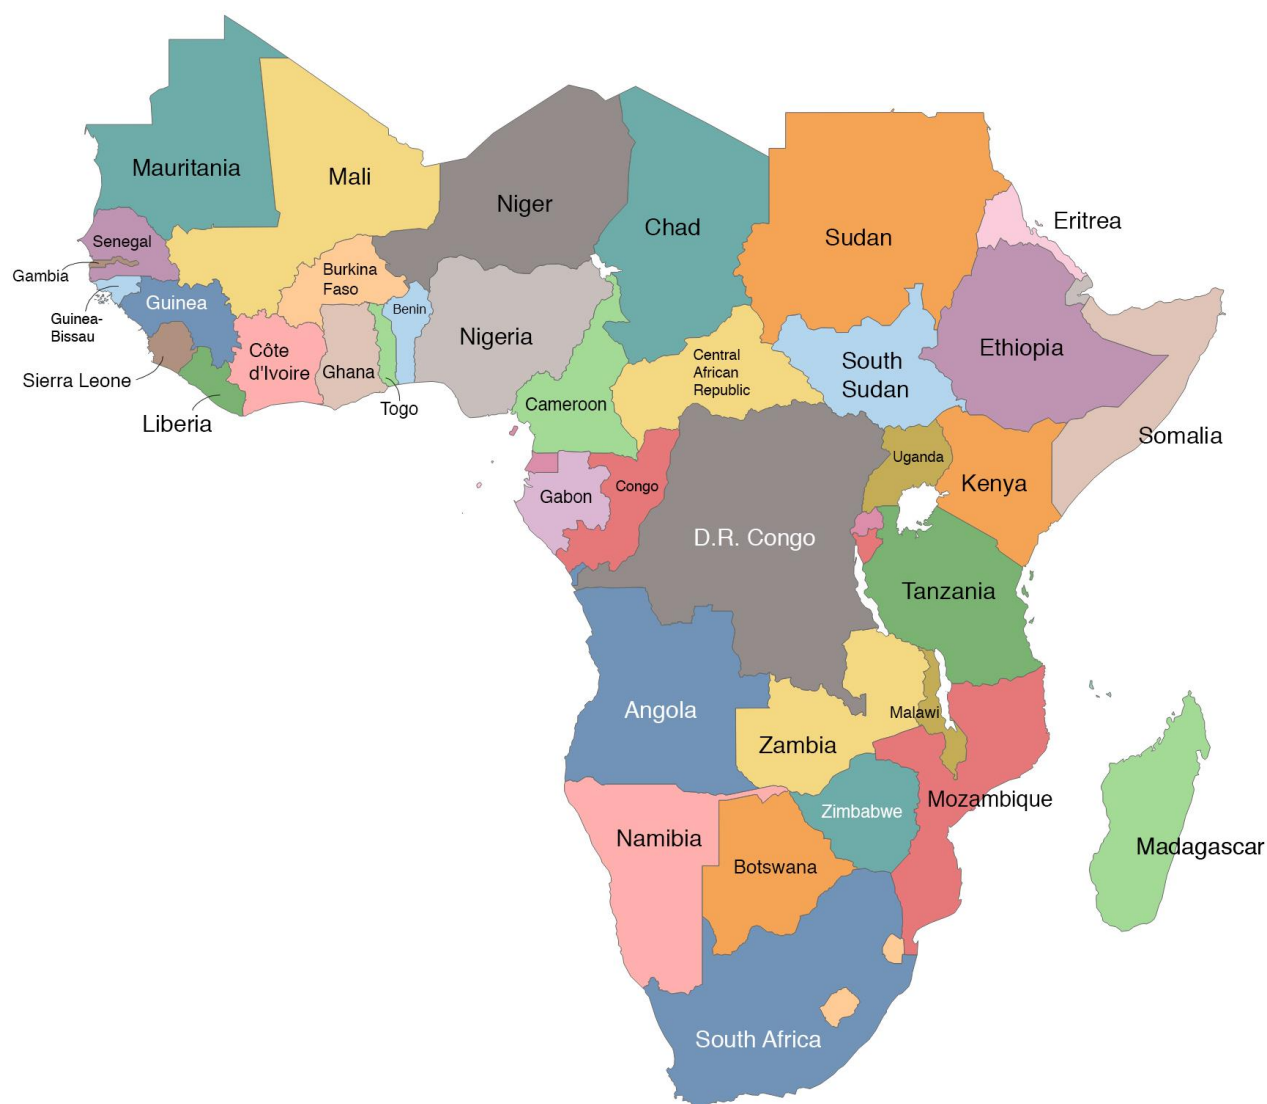 Mauritania
Mali
Niger
Chad
Sudan
Eritrea
Senegal
Gambia
Guinea-
Bissau
Guinea
Sierra Leone
Liberia
Côte
d'Ivoire
Burkina
Faso
Ghana
Togo
Benin
Nigeria
Cameroon
Central
African
Republic
South
Sudan
Ethiopia
Somalia
Uganda
Kenya
Gabon
Congo
D.R. Congo
Tanzania
Angola
Zambia
Malawi
Mozambique
Zimbabwe
Namibia
Botswana
Madagascar
South Africa